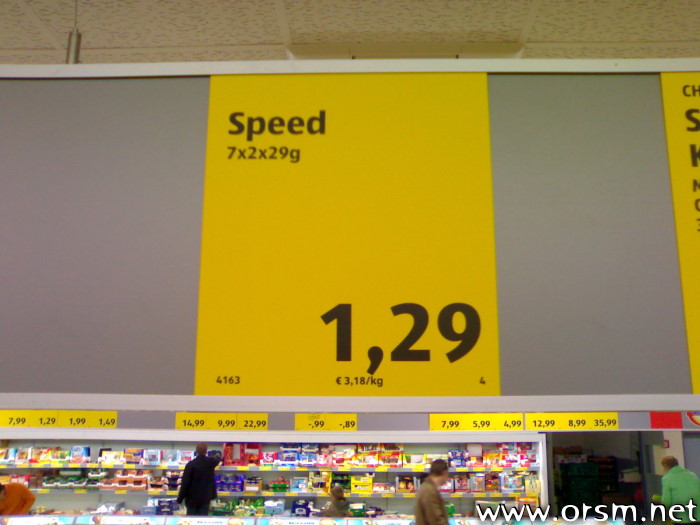 Speed
7x2x29g
1,29
4163 € 3,18/kg 4
CH
S
K
7,99 1,29 1,99 1,49
14,99 9,99 22,99
-,99 -,89
7,99 5,99 4,99
12,99 8,99 35,99
www.orsm.net